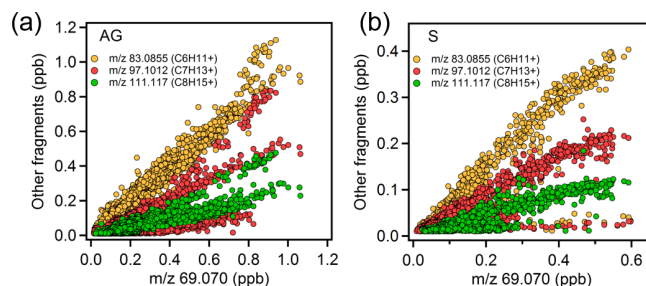 (a)
AG
m/z 83.0855 (C6H11+)
m/z 97.1012 (C7H13+)
m/z 111.117 (C8H15+)
Other fragments (ppb)
1.2
1.0
0.8
0.6
0.4
0.2
0.0
0.0 0.2 0.4 0.6 0.8 1.0 1.2
m/z 69.070 (ppb)
(b)
S
m/z 83.0855 (C6H11+)
m/z 97.1012 (C7H13+)
m/z 111.117 (C8H15+)
Other fragments (ppb)
0.4
0.3
0.2
0.1
0.0
0.0 0.2 0.4 0.6
m/z 69.070 (ppb)